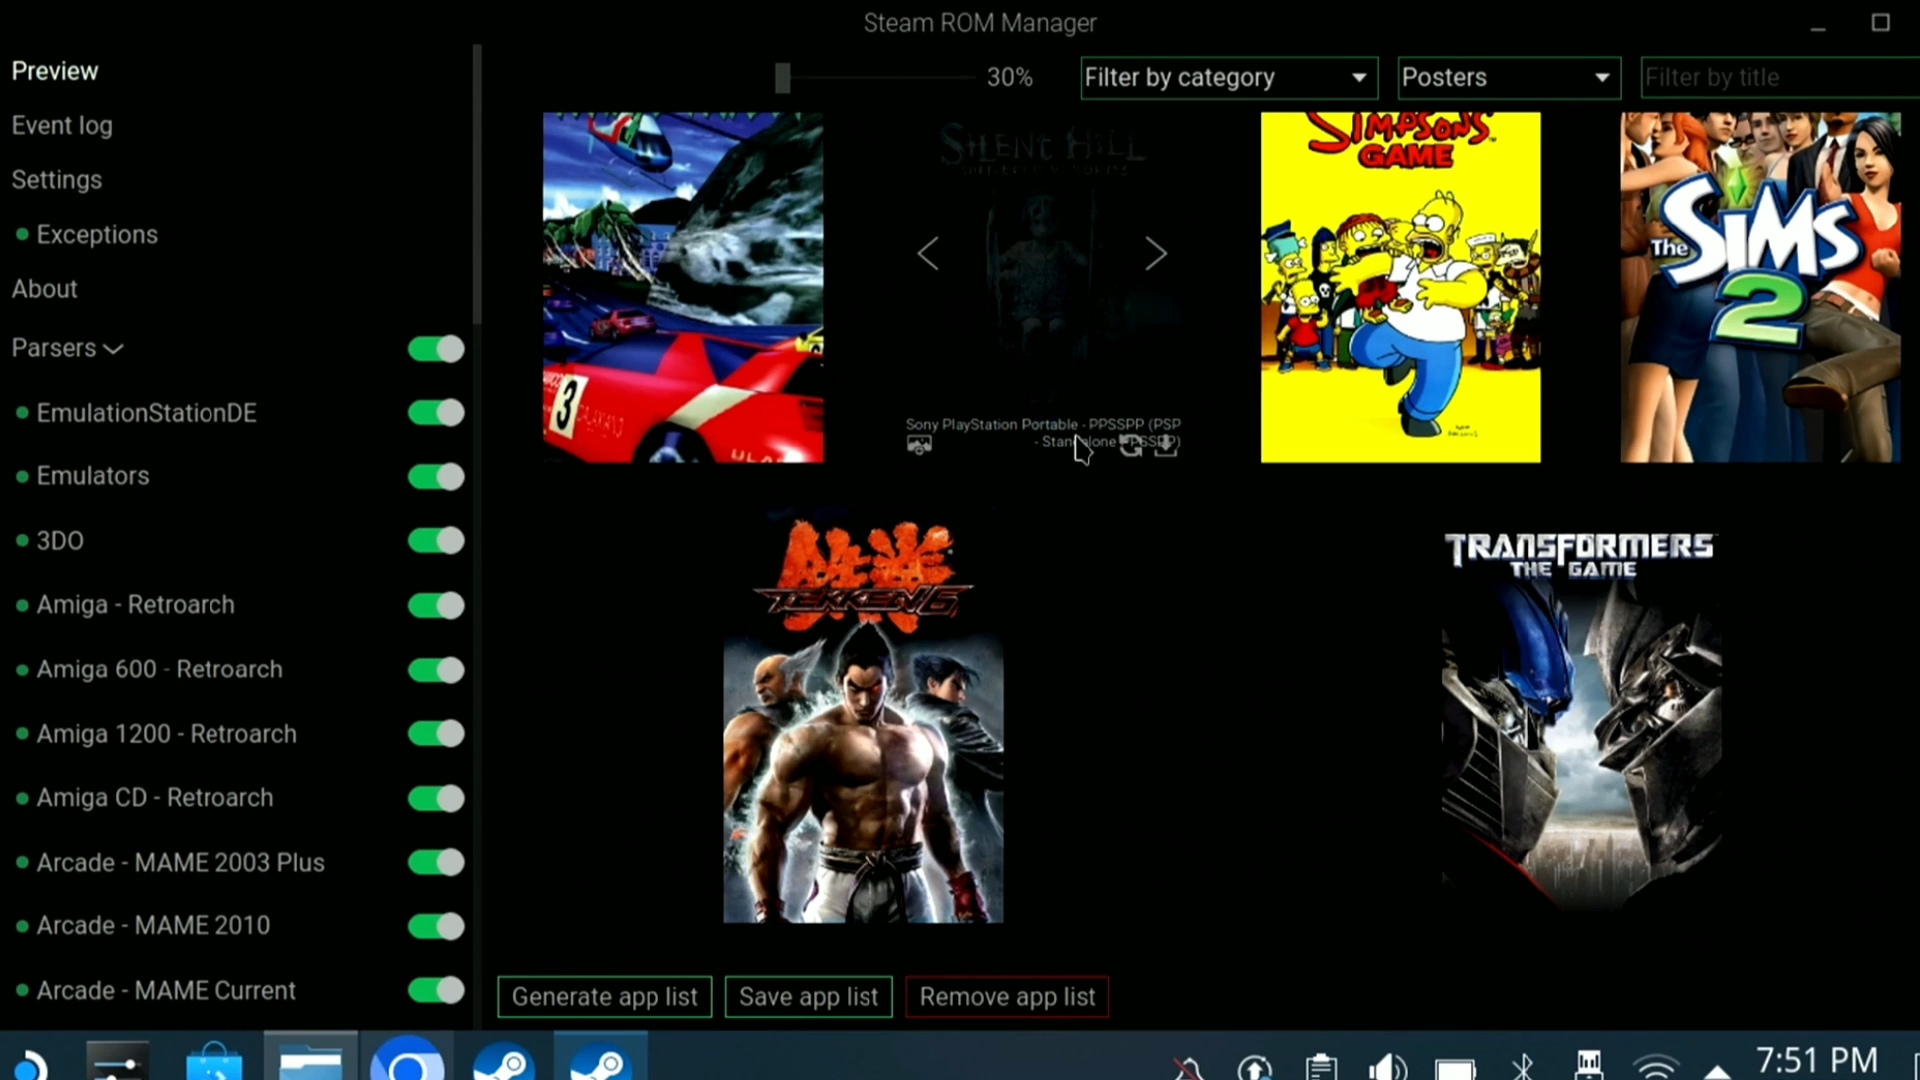 Steam ROM Manager
Preview
Event log
Settings
Exceptions
About
Parsers
EmulationStationDE
Emulators
3DO
Amiga - Retroarch
Amiga 600 - Retroarch
Amiga 1200 - Retroarch
Amiga CD - Retroarch
Arcade - MAME 2003 Plus
Arcade - MAME 2010
Arcade - MAME Current
30%
Filter by category
Posters
Filter by title
3
SILENT HILL
Sony PlayStation Portable - PPSSPP (PSP
- Standalone PPSSPP)
SIMPSONS
GAME
The SIMS
2
TEKKEN 6
TRANSFORMERS
THE GAME
Generate app list
Save app list
Remove app list
7:51 PM